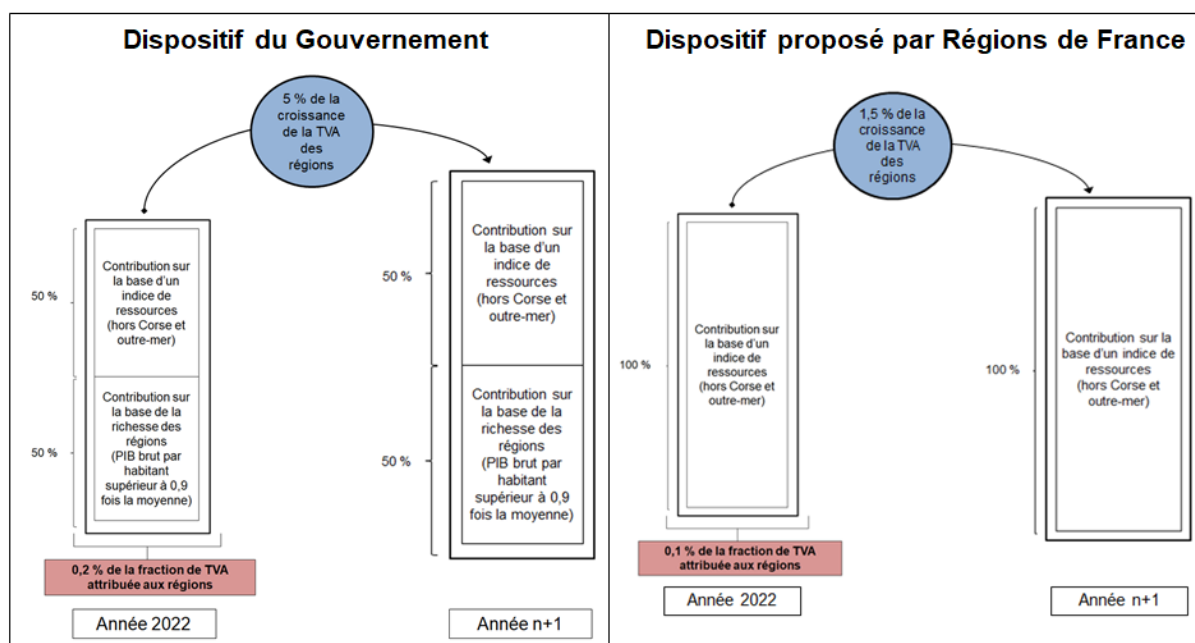 Dispositif du Gouvernement
5 % de la
croissance
de la TVA
des
régions
50 %
Contribution sur
la base d'un
indice de
ressources
(hors Corse et
outre-mer)
50 %
Contribution sur
la base de la
richesse des
régions
(PIB brut par
habitant
supérieur à 0,9
fois la moyenne)
0,2 % de la fraction de TVA
attribuée aux régions
Année 2022
50 %
Contribution sur
la base d'un
indice de
ressources
(hors Corse et
outre-mer)
50 %
Contribution sur
la base de la
richesse des
régions
(PIB brut par
habitant
supérieur à 0,9
fois la moyenne)
Année n+1
Dispositif proposé par Régions de France
1,5 % de la
croissance
de la TVA
des
régions
100 %
Contribution sur
la base d'un
indice de
ressources
(hors Corse et
outre-mer)
0,1 % de la fraction de TVA
attribuée aux régions
Année 2022
100 %
Contribution sur la
base d'un indice de
ressources
(hors Corse et
outre-mer)
Année n+1